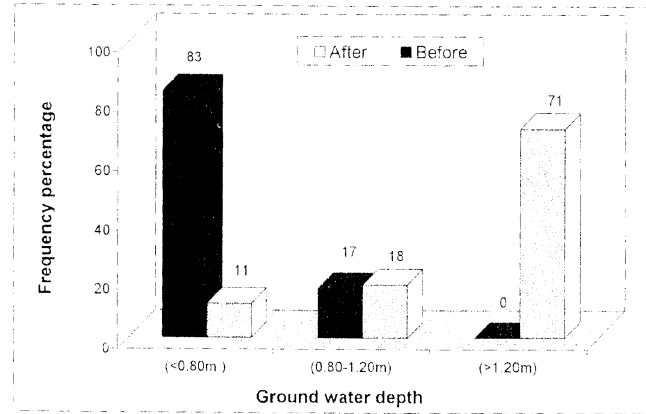 After Before
100
80
60
40
20
0
Frequency percentage
83
11
17
18
0
71
(<0.80m )
(0.80-1.20m)
(>1.20m)
Ground water depth